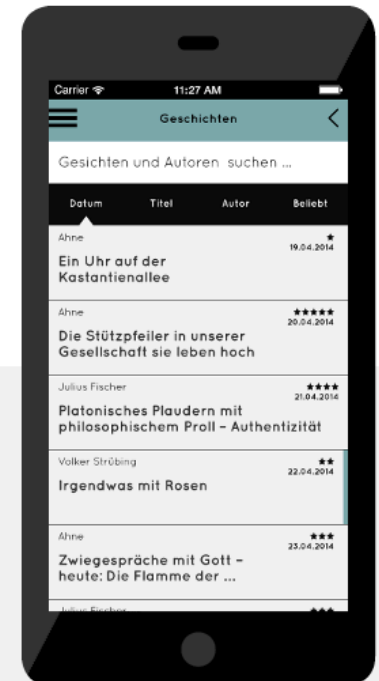 Carrier 11:27 AM
Geschichten
Gesichten und Autoren suchen ...
Datum Titel Autor Beliebt
Ahne
19.04.2014
Ein Uhr auf der
Kastantienallee
Ahne
20.04.2014
Die Stützpfeiler in unserer
Gesellschaft sie leben hoch
Julius Fischer
21.04.2014
Platonisches Plaudern mit
philosophischem Proll – Authentizität
Volker Strübing
22.04.2014
Irgendwas mit Rosen
Ahne
23.04.2014
Zwiegespräche mit Gott –
heute: Die Flamme der ...
Julius Fischer